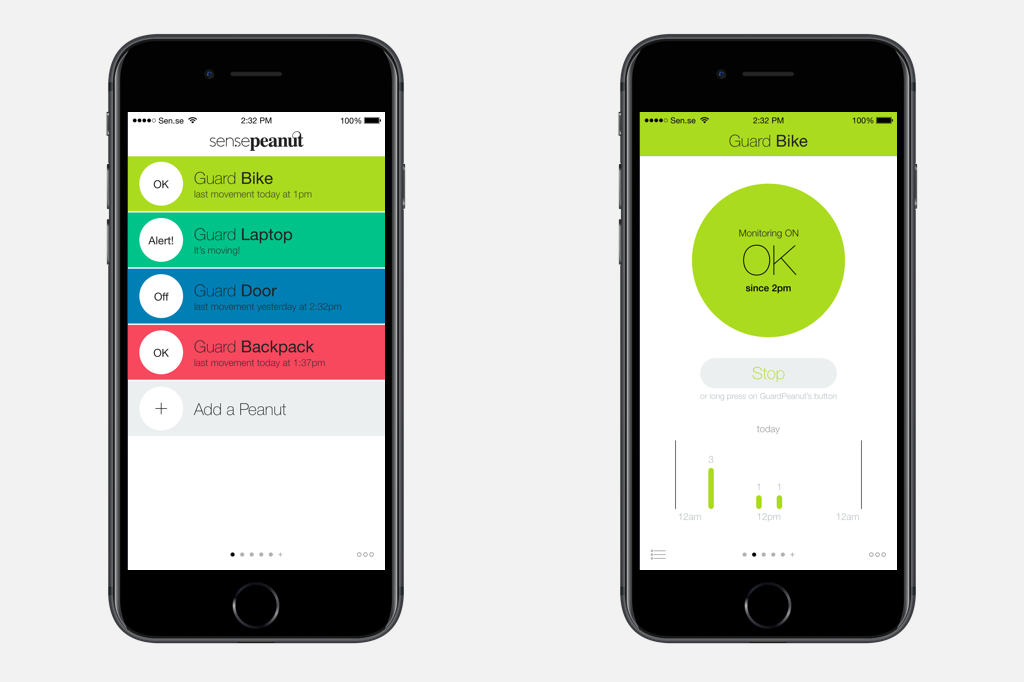 Sen.se 2:32 PM 100%
sensepeanut
OK
Guard Bike
last movement today at 1pm
Alert!
Guard Laptop
It's moving!
Off
Guard Door
last movement yesterday at 2:32pm
OK
Guard Backpack
last movement today at 1:37pm
+
Add a Peanut
+
Sen.se 2:32 PM 100%
Guard Bike
Monitoring ON
OK
since 2pm
Stop
or long press on GuardPeanut's button
today
3
1 1
12am 12pm 12am
+